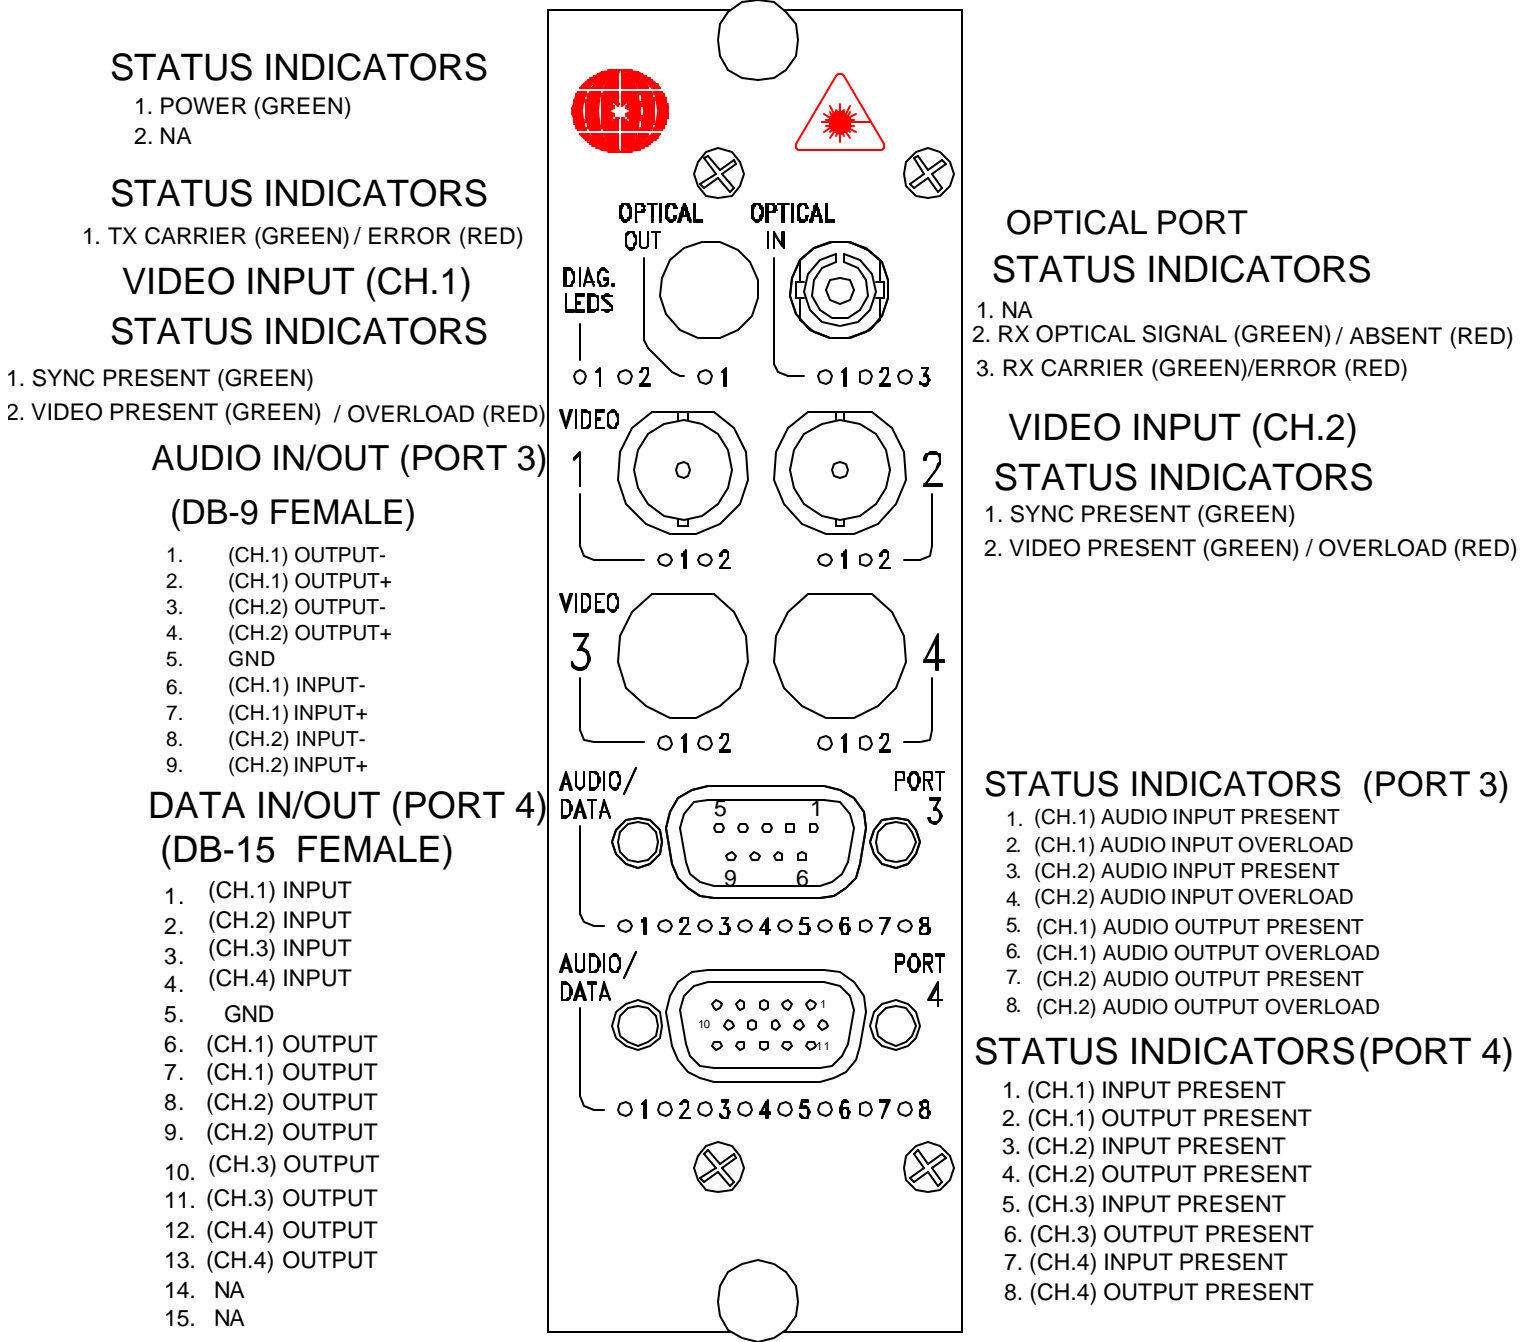 STATUS INDICATORS
1. POWER (GREEN)
2. NA
STATUS INDICATORS
1. TX CARRIER (GREEN) / ERROR (RED)
VIDEO INPUT (CH.1)
STATUS INDICATORS
1. SYNC PRESENT (GREEN)
2. VIDEO PRESENT (GREEN) / OVERLOAD (RED)
AUDIO IN/OUT (PORT 3)
(DB-9 FEMALE)
1. (CH.1) OUTPUT-
2. (CH.1) OUTPUT+
3. (CH.2) OUTPUT-
4. (CH.2) OUTPUT+
5. GND
6. (CH.1) INPUT-
7. (CH.1) INPUT+
8. (CH.2) INPUT-
9. (CH.2) INPUT+
DATA IN/OUT (PORT 4)
(DB-15 FEMALE)
1. (CH.1) INPUT
2. (CH.2) INPUT
3. (CH.3) INPUT
4. (CH.4) INPUT
5. GND
6. (CH.1) OUTPUT
7. (CH.1) OUTPUT
8. (CH.2) OUTPUT
9. (CH.2) OUTPUT
10. (CH.3) OUTPUT
11. (CH.3) OUTPUT
12. (CH.4) OUTPUT
13. (CH.4) OUTPUT
14. NA
15. NA
OPTICAL OUT
OPTICAL IN
DIAG. LEDS
1 2
1
1 2 3
VIDEO
1
2
1 2
1 2
VIDEO
3
4
1 2
1 2
AUDIO/
DATA
PORT
3
5 1
9 6
1 2 3 4 5 6 7 8
AUDIO/
DATA
PORT
4
1
10
11
1 2 3 4 5 6 7 8
OPTICAL PORT
STATUS INDICATORS
1. NA
2. RX OPTICAL SIGNAL (GREEN) / ABSENT (RED)
3. RX CARRIER (GREEN)/ERROR (RED)
VIDEO INPUT (CH.2)
STATUS INDICATORS
1. SYNC PRESENT (GREEN)
2. VIDEO PRESENT (GREEN) / OVERLOAD (RED)
STATUS INDICATORS (PORT 3)
1. (CH.1) AUDIO INPUT PRESENT
2. (CH.1) AUDIO INPUT OVERLOAD
3. (CH.2) AUDIO INPUT PRESENT
4. (CH.2) AUDIO INPUT OVERLOAD
5. (CH.1) AUDIO OUTPUT PRESENT
6. (CH.1) AUDIO OUTPUT OVERLOAD
7. (CH.2) AUDIO OUTPUT PRESENT
8. (CH.2) AUDIO OUTPUT OVERLOAD
STATUS INDICATORS (PORT 4)
1. (CH.1) INPUT PRESENT
2. (CH.1) OUTPUT PRESENT
3. (CH.2) INPUT PRESENT
4. (CH.2) OUTPUT PRESENT
5. (CH.3) INPUT PRESENT
6. (CH.3) OUTPUT PRESENT
7. (CH.4) INPUT PRESENT
8. (CH.4) OUTPUT PRESENT